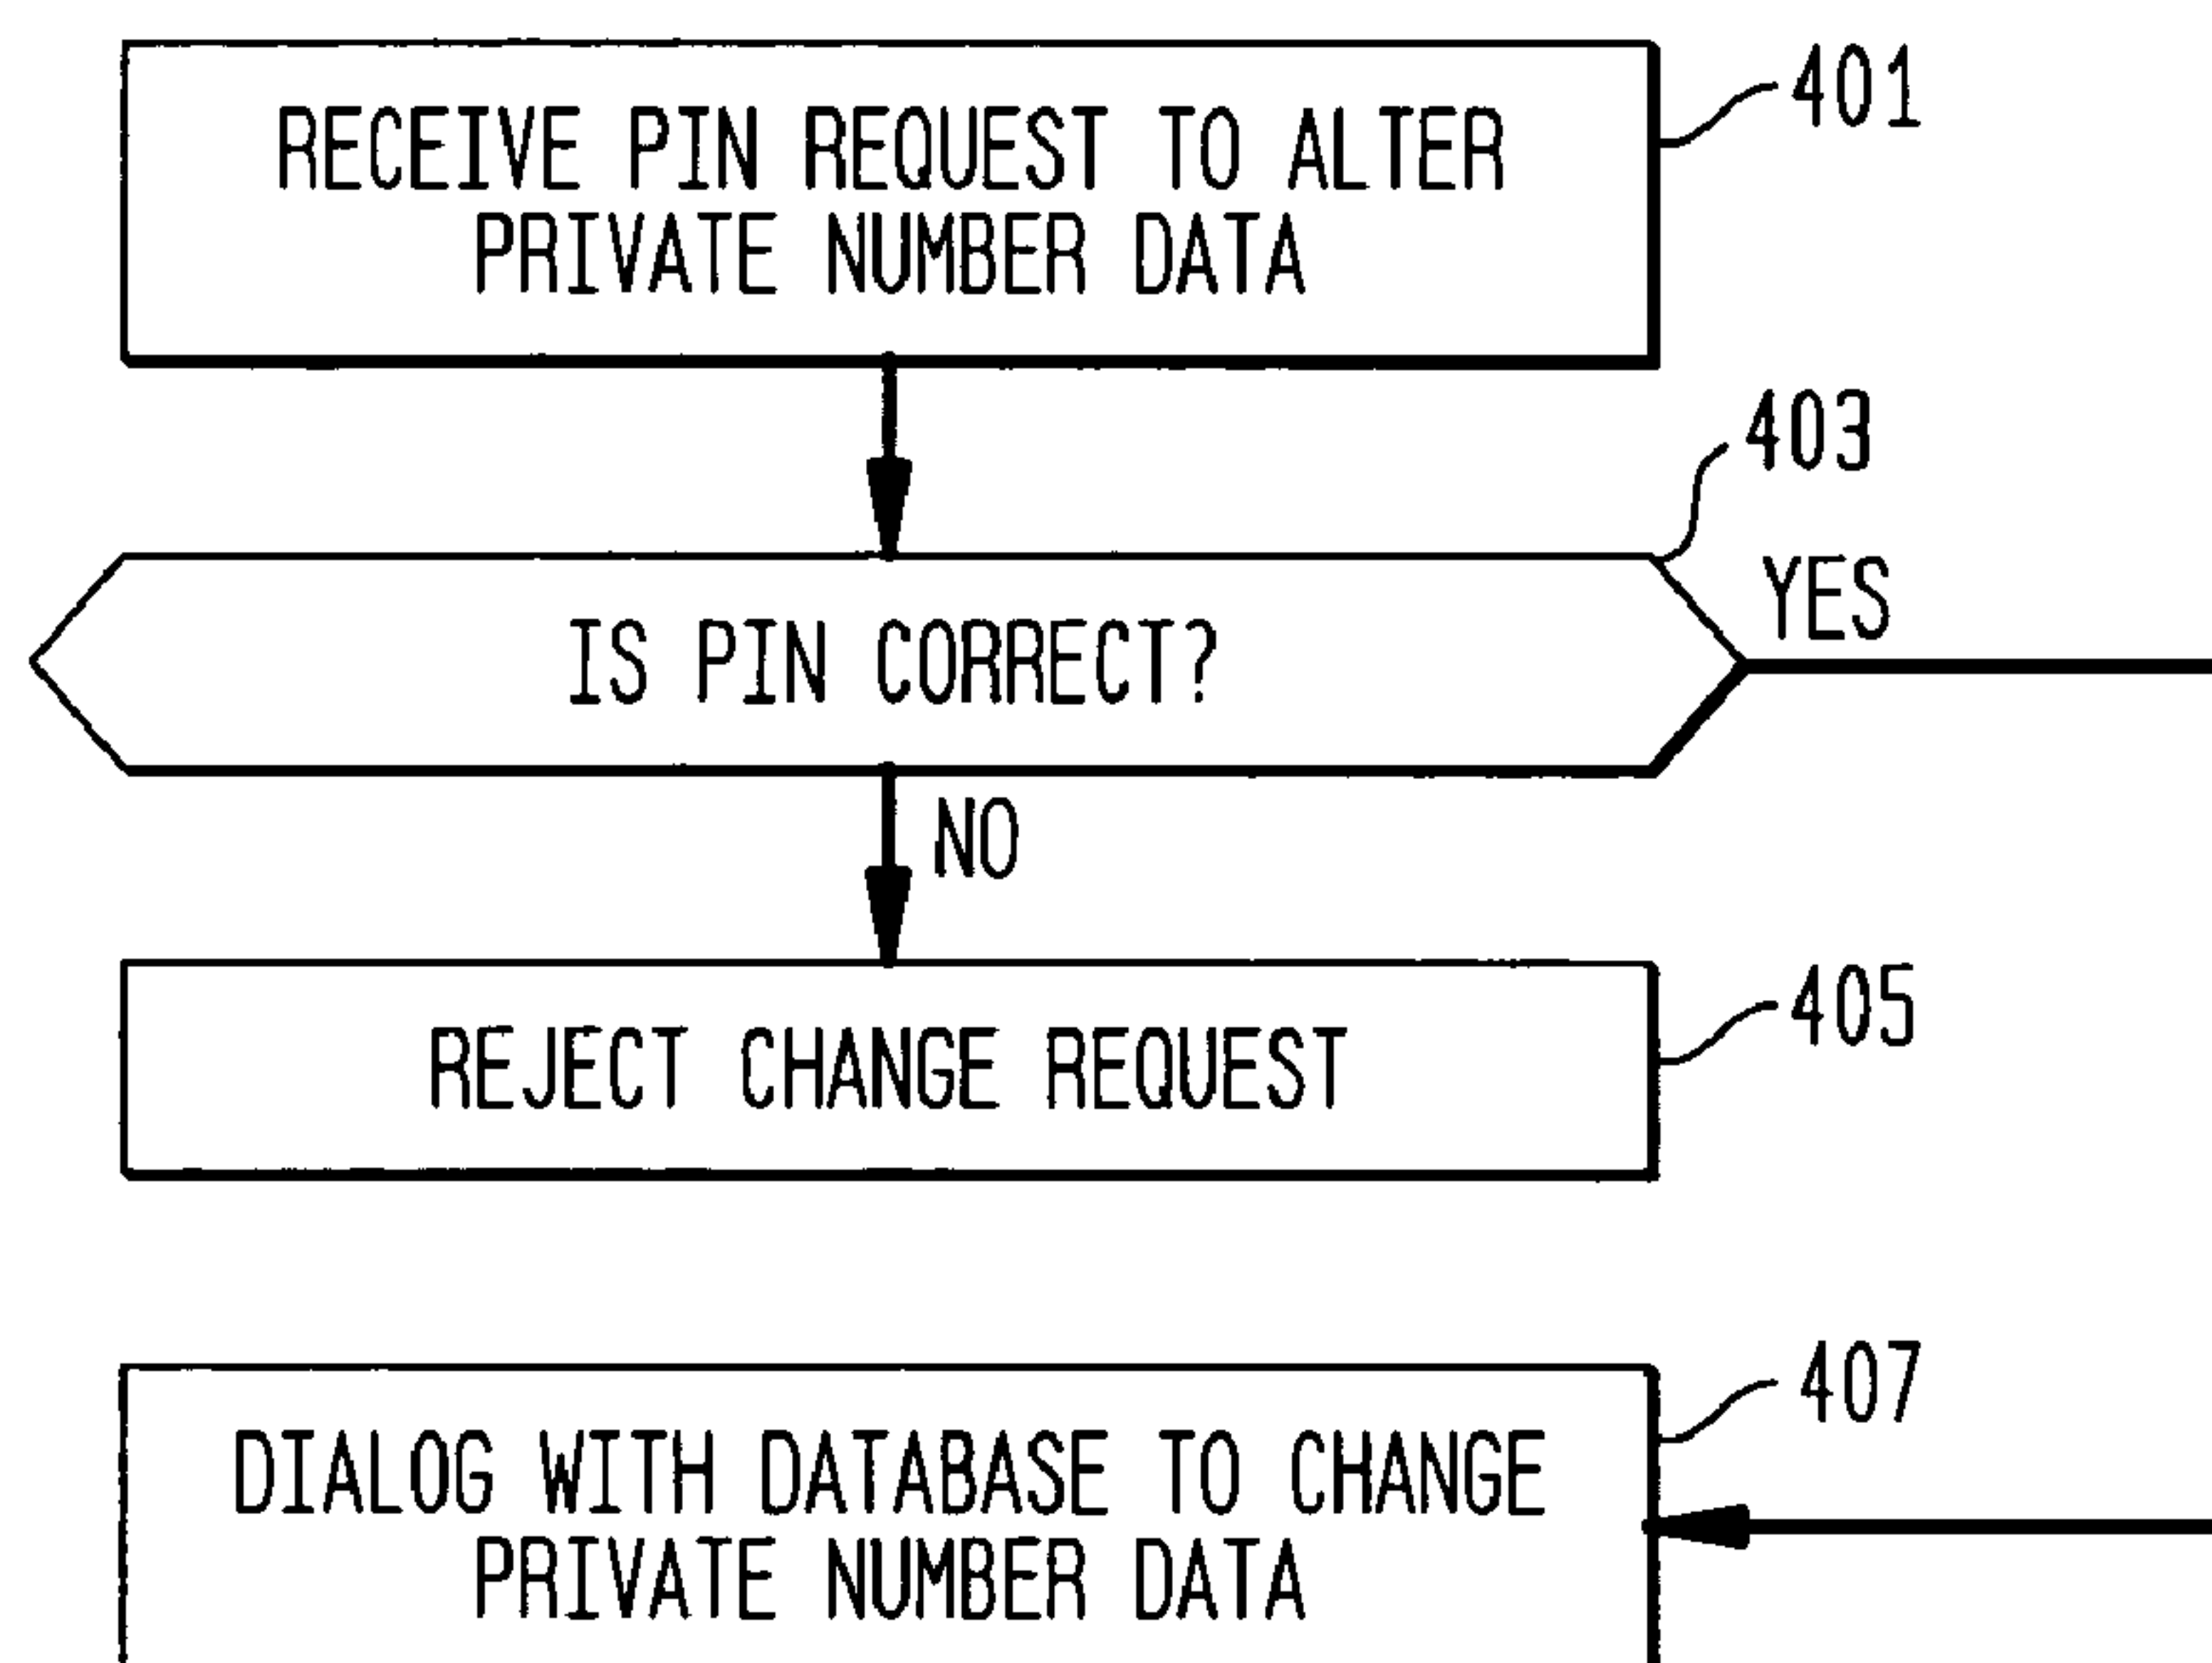 RECEIVE PIN REQUEST TO ALTER
PRIVATE NUMBER DATA
401
403
IS PIN CORRECT?
YES
NO
REJECT CHANGE REQUEST
405
407
DIALOG WITH DATABASE TO CHANGE
PRIVATE NUMBER DATA